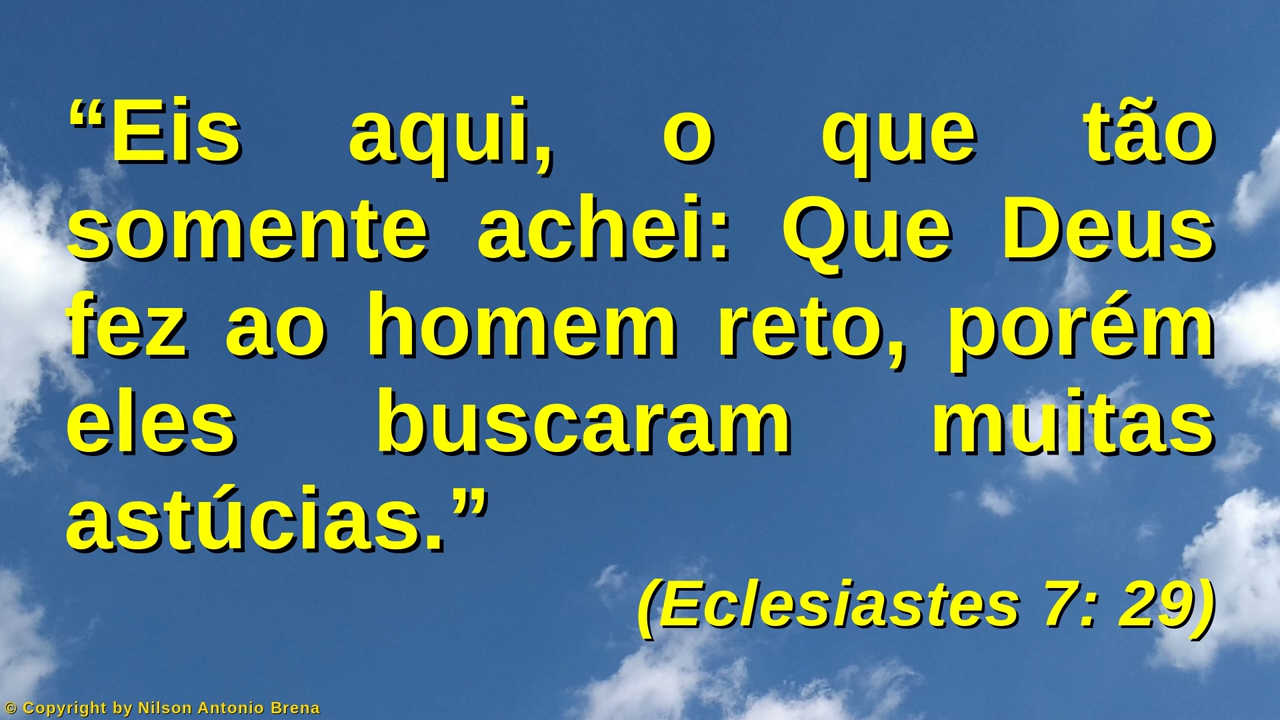 “Eis aqui, o que tão
somente achei: Que Deus
fez ao homem reto, porém
eles buscaram muitas
astúcias.”
(Eclesiastes 7: 29)
© Copyright by Nilson Antonio Brena